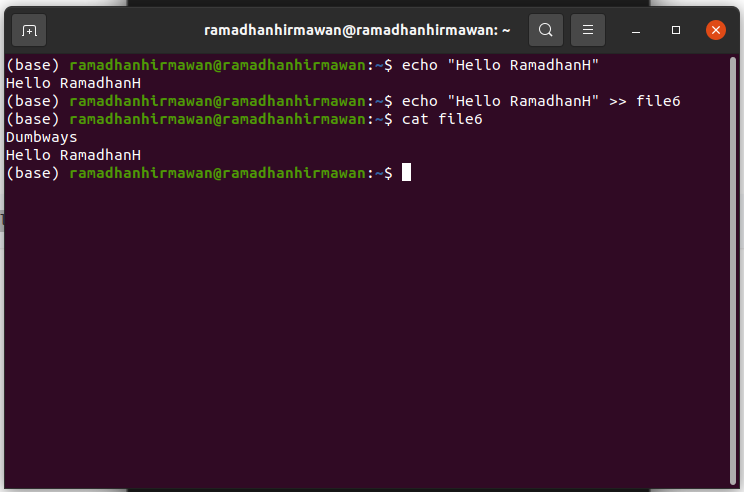 ramadhanhirmawan@ramadhanhirmawan: ~
(base) ramadhanhirmawan@ramadhanhirmawan:~$ echo "Hello RamadhanH"
Hello RamadhanH
(base) ramadhanhirmawan@ramadhanhirmawan:~$ echo "Hello RamadhanH" >> file6
(base) ramadhanhirmawan@ramadhanhirmawan:~$ cat file6
Dumbways
Hello RamadhanH
(base) ramadhanhirmawan@ramadhanhirmawan:~$